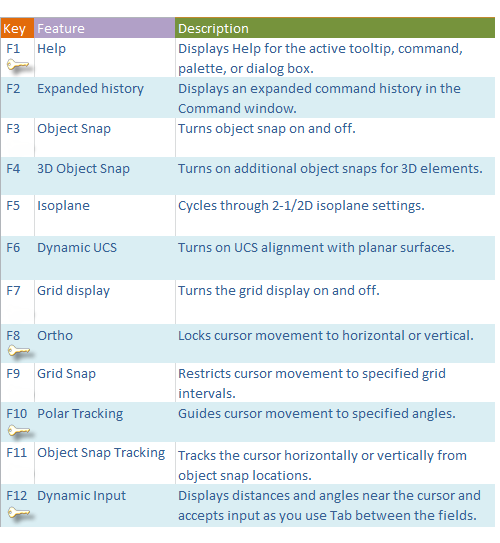 Key Feature Description
F1 Help Displays Help for the active tooltip, command,
palette, or dialog box.
F2 Expanded history Displays an expanded command history in the
Command window.
F3 Object Snap Turns object snap on and off.
F4 3D Object Snap Turns on additional object snaps for 3D elements.
F5 Isoplane Cycles through 2-1/2D isoplane settings.
F6 Dynamic UCS Turns on UCS alignment with planar surfaces.
F7 Grid display Turns the grid display on and off.
F8 Ortho Locks cursor movement to horizontal or vertical.
F9 Grid Snap Restricts cursor movement to specified grid
intervals.
F10 Polar Tracking Guides cursor movement to specified angles.
F11 Object Snap Tracking Tracks the cursor horizontally or vertically from
object snap locations.
F12 Dynamic Input Displays distances and angles near the cursor and
accepts input as you use Tab between the fields.